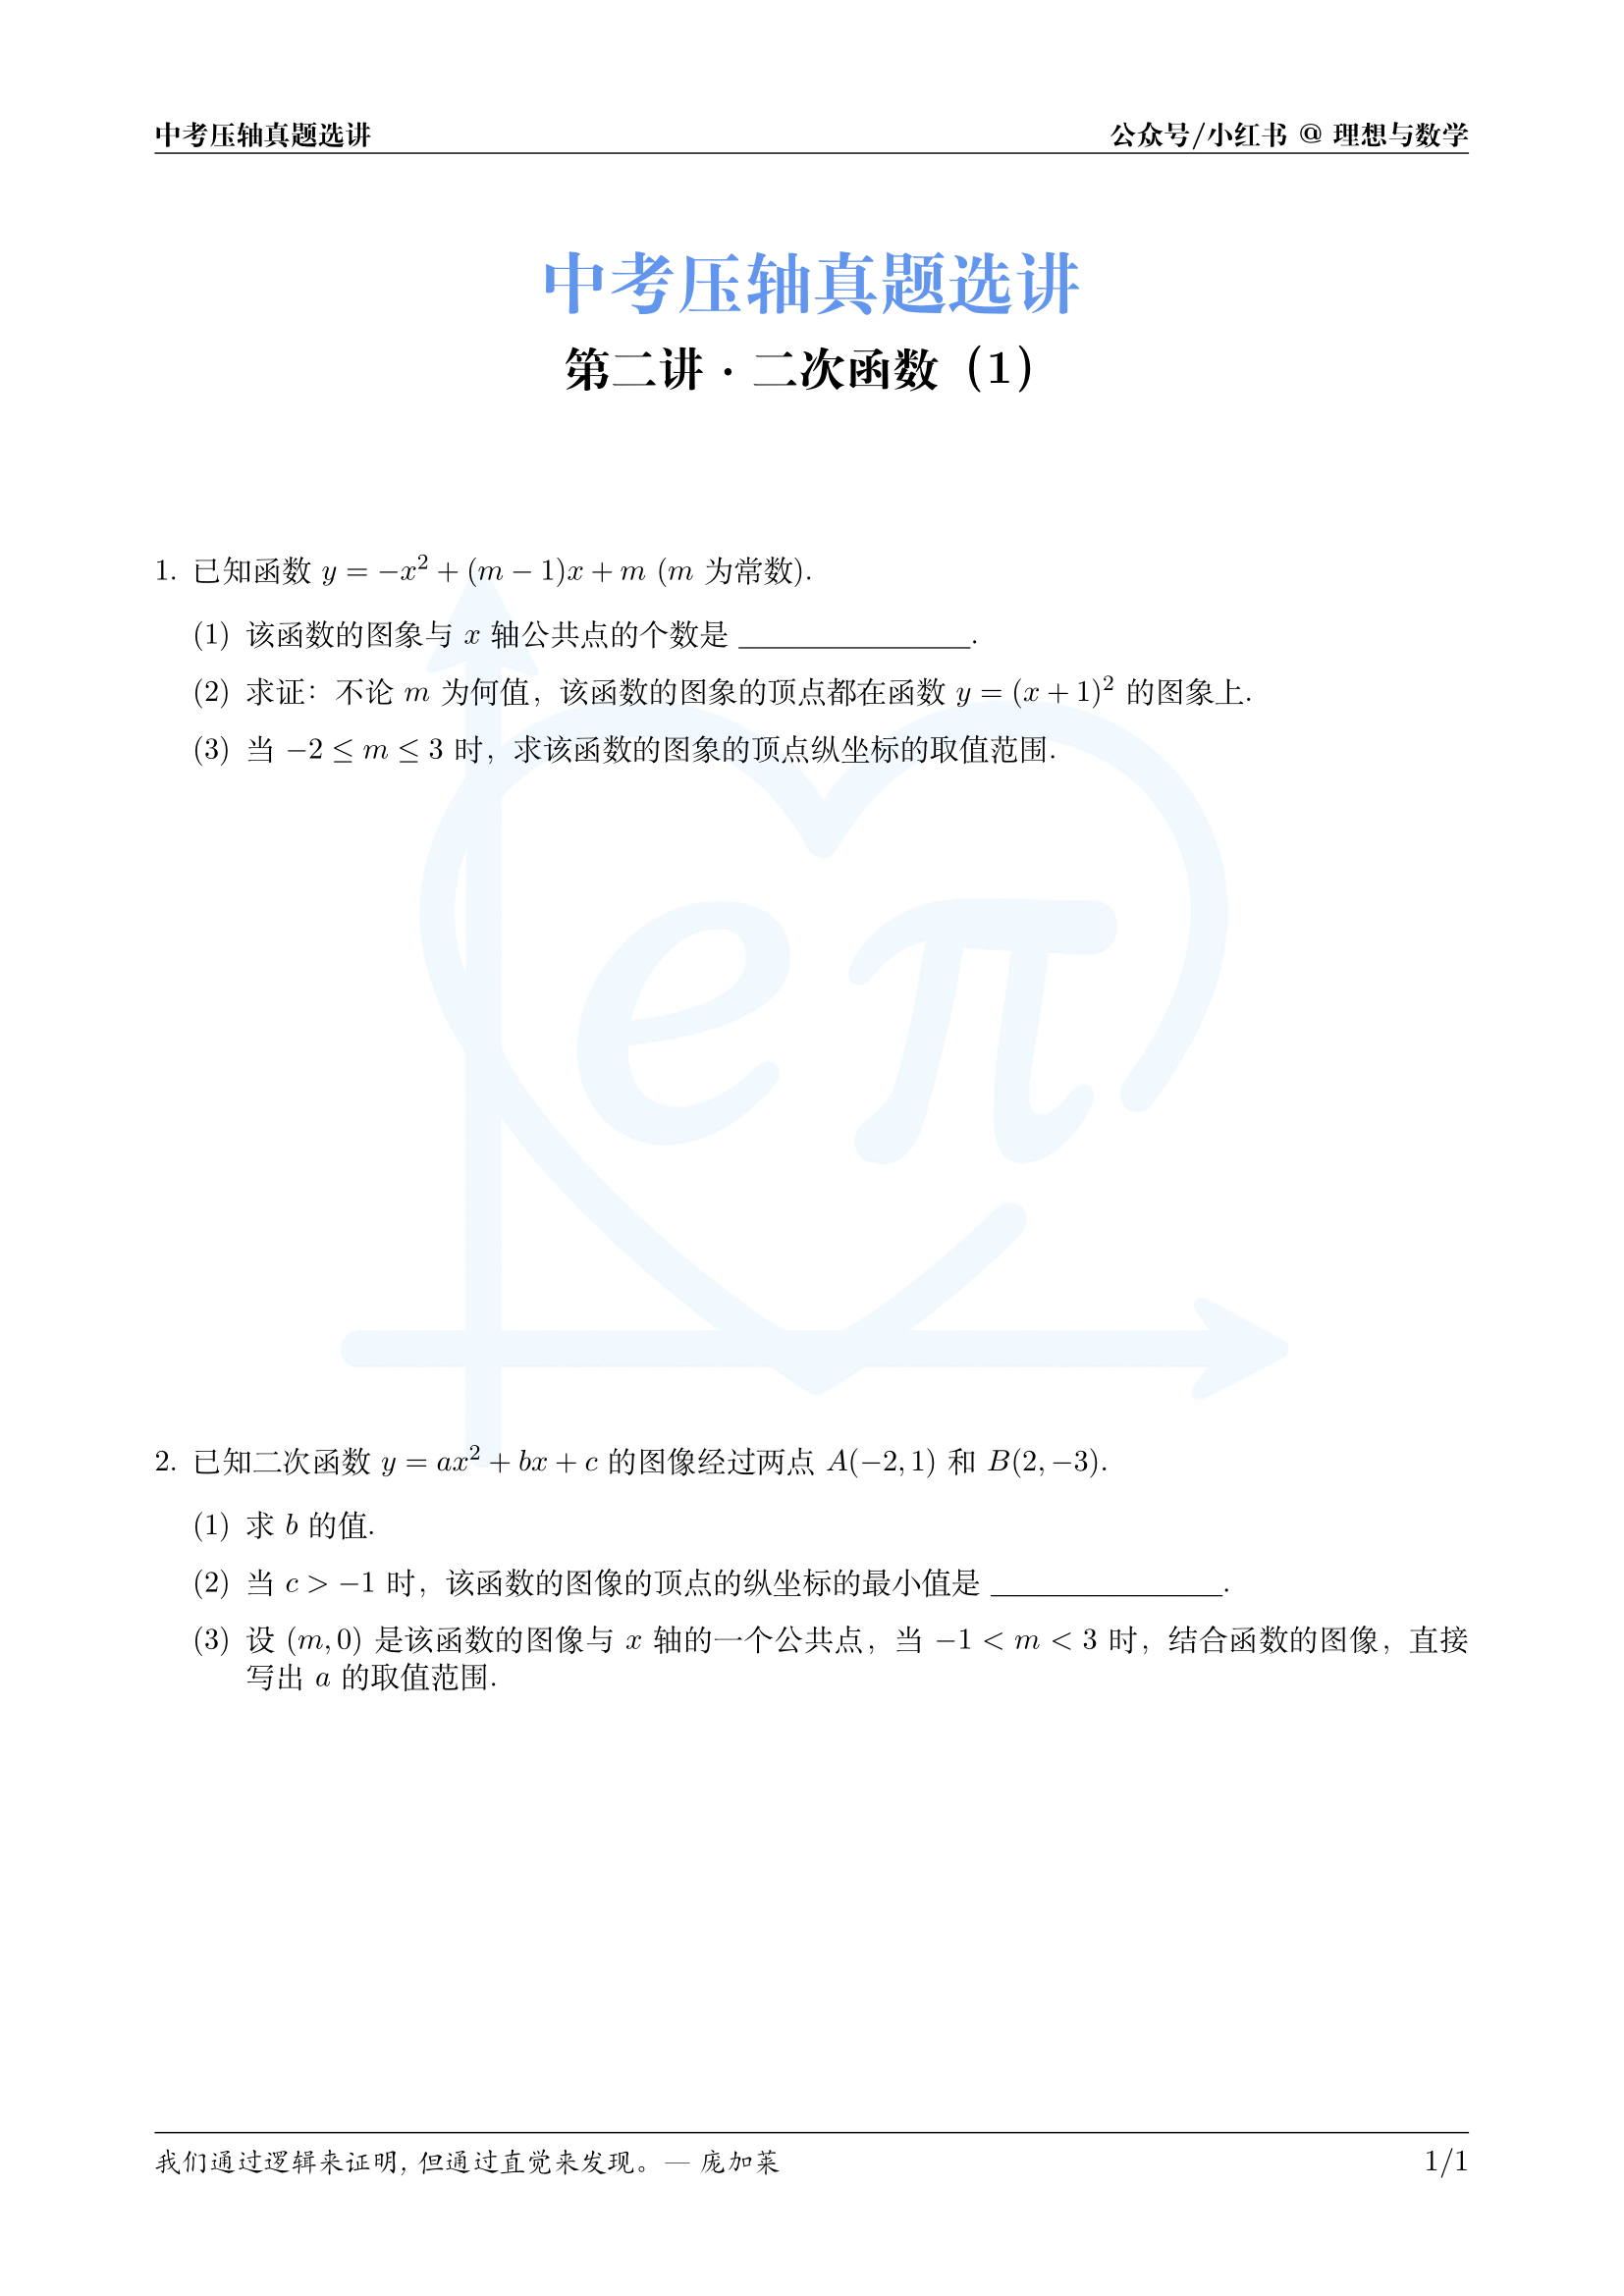 中考压轴真题选讲
公众号/小红书 @ 理想与数学
中考压轴真题选讲
第二讲 · 二次函数（1）
1. 已知函数 y = −x² + (m − 1)x + m (m 为常数).
(1) 该函数的图象与 x 轴公共点的个数是 ______________.
(2) 求证：不论 m 为何值，该函数的图象的顶点都在函数 y = (x + 1)² 的图象上.
(3) 当 −2 ≤ m ≤ 3 时，求该函数的图象的顶点纵坐标的取值范围.
eπ
2. 已知二次函数 y = ax² + bx + c 的图像经过两点 A(−2, 1) 和 B(2, −3).
(1) 求 b 的值.
(2) 当 c > −1 时，该函数的图像的顶点的纵坐标的最小值是 ______________.
(3) 设 (m, 0) 是该函数的图像与 x 轴的一个公共点，当 −1 < m < 3 时，结合函数的图像，直接
写出 a 的取值范围.
我们通过逻辑来证明, 但通过直觉来发现。— 庞加莱
1/1